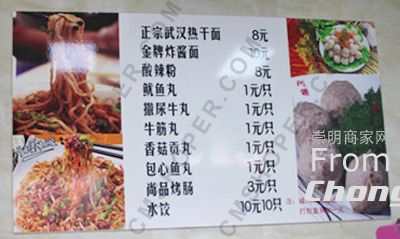 正宗武汉热干面 8元
金牌炸酱面 10元
酸辣粉 8元
鱿鱼丸 1元/只
撒尿牛丸 1元/只
牛筋丸 1元/只
香菇贡丸 1元/只
包心鱼丸 1元/只
尚品烤肠 3元/只
水饺 10元10只
崇明商家网
From
Chong
注: